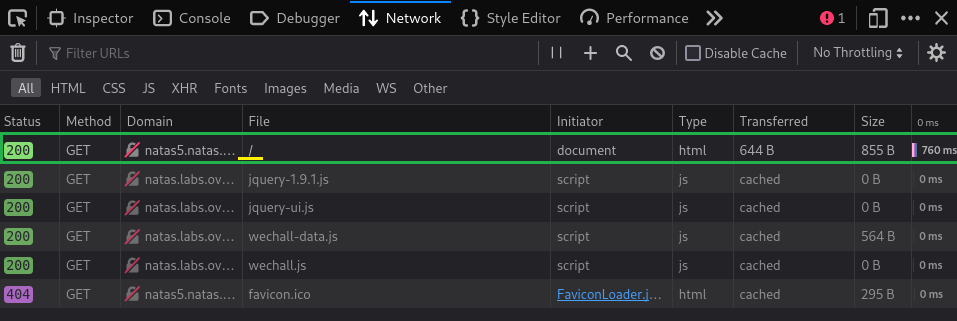 Inspector Console Debugger Network Style Editor Performance 1
Filter URLs Disable Cache No Throttling
All HTML CSS JS XHR Fonts Images Media WS Other
Status Method Domain File Initiator Type Transferred Size 0 ms
200 GET natas5.natas.… / document html 644 B 855 B 760 ms
200 GET natas.labs.ov… jquery-1.9.1.js script js cached 0 B 0 ms
200 GET natas.labs.ov… jquery-ui.js script js cached 0 B 0 ms
200 GET natas.labs.ov… wechall-data.js script js cached 564 B 0 ms
200 GET natas.labs.ov… wechall.js script js cached 0 B 0 ms
404 GET natas5.natas.… favicon.ico FaviconLoader.j… html cached 295 B 0 ms